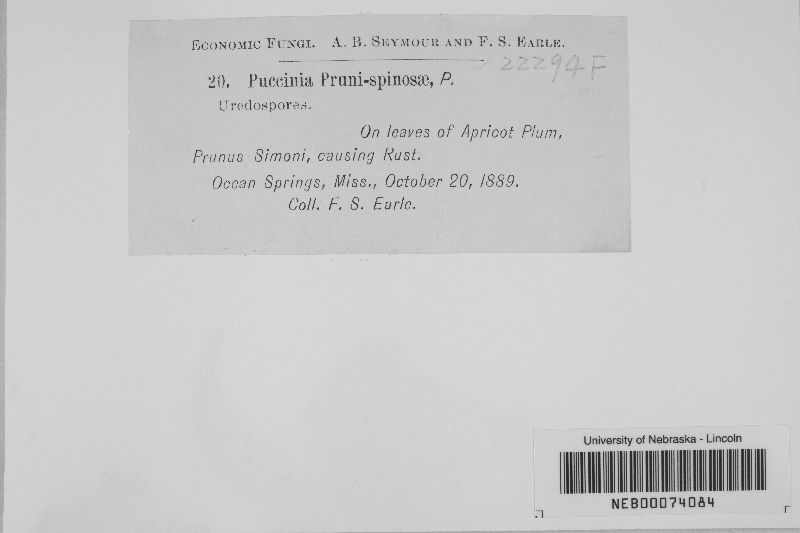 Economic Fungi. A. B. Seymour and F. S. Earle.
22294F
20. Puccinia Pruni-spinosæ, P.
Uredospores.
On leaves of Apricot Plum,
Prunus Simoni, causing Rust.
Ocean Springs, Miss., October 20, 1889.
Coll. F. S. Earle.
University of Nebraska - Lincoln
NEB00074084